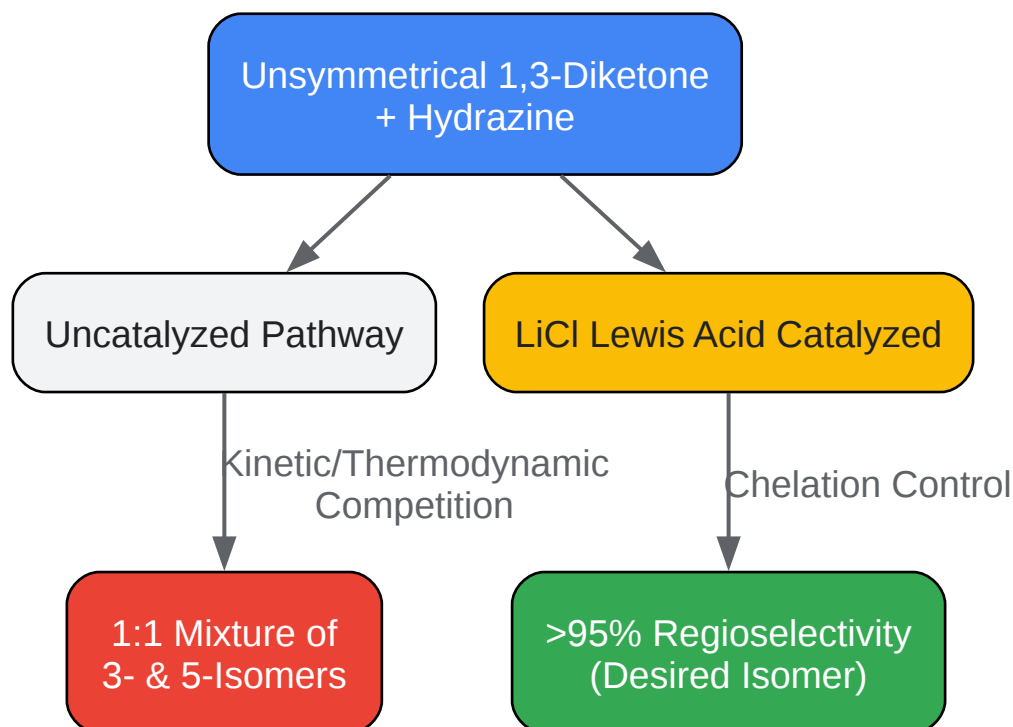 Unsymmetrical 1,3-Diketone
+ Hydrazine
Uncatalyzed Pathway
LiCl Lewis Acid Catalyzed
Kinetic/Thermodynamic
Competition
Chelation Control
1:1 Mixture of
3- & 5-Isomers
>95% Regioselectivity
(Desired Isomer)